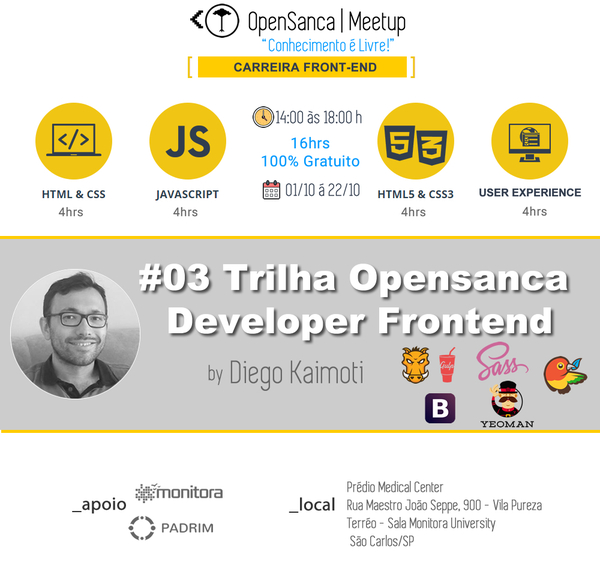 OpenSanca | Meetup
“Conhecimento é Livre!”
[ CARREIRA FRONT-END ]
</>
JS
14:00 às 18:00 h
16hrs
100% Gratuito
01/10 á 22/10
5 3
HTML & CSS
4hrs
JAVASCRIPT
4hrs
HTML5 & CSS3
4hrs
USER EXPERIENCE
4hrs
#03 Trilha Opensanca
Developer Frontend
by Diego Kaimoti
Gulp
Sass
B
YEOMAN
_apoio
monitora
PADRIM
_local
Prédio Medical Center
Rua Maestro João Seppe, 900 - Vila Pureza
Terrêo - Sala Monitora University
São Carlos/SP